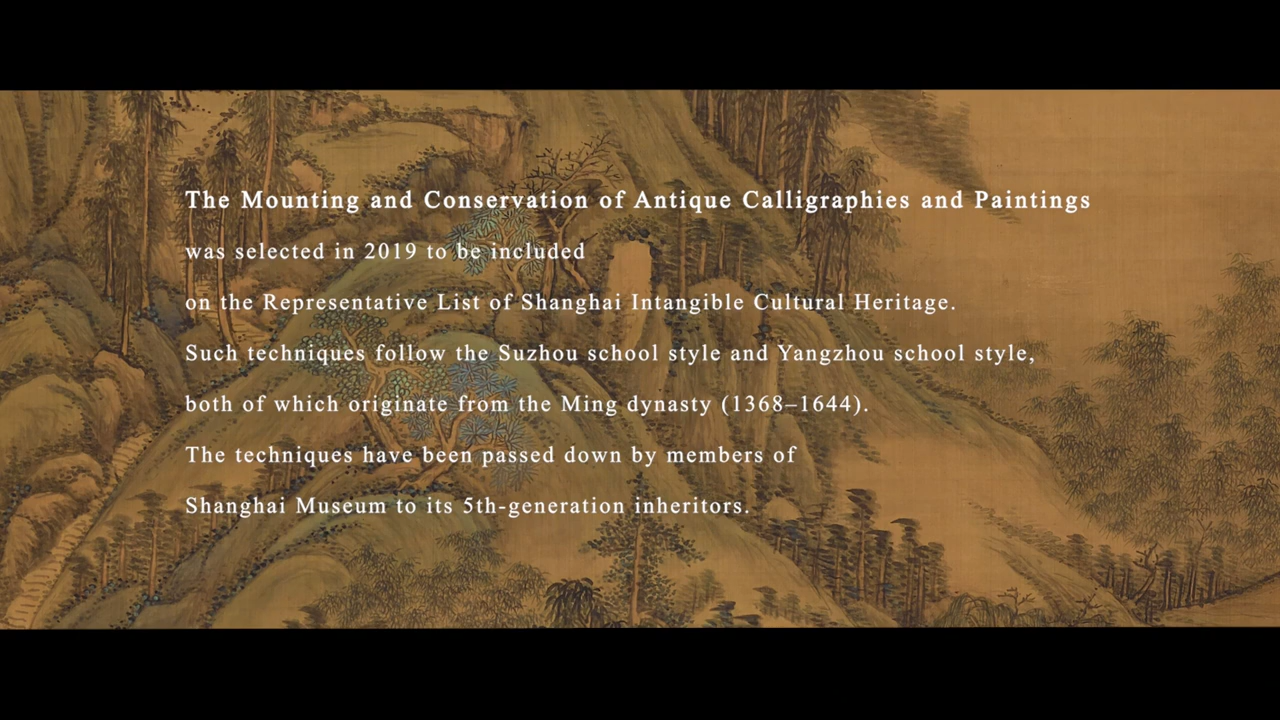 The Mounting and Conservation of Antique Calligraphies and Paintings
was selected in 2019 to be included
on the Representative List of Shanghai Intangible Cultural Heritage.
Such techniques follow the Suzhou school style and Yangzhou school style,
both of which originate from the Ming dynasty (1368–1644).
The techniques have been passed down by members of
Shanghai Museum to its 5th-generation inheritors.